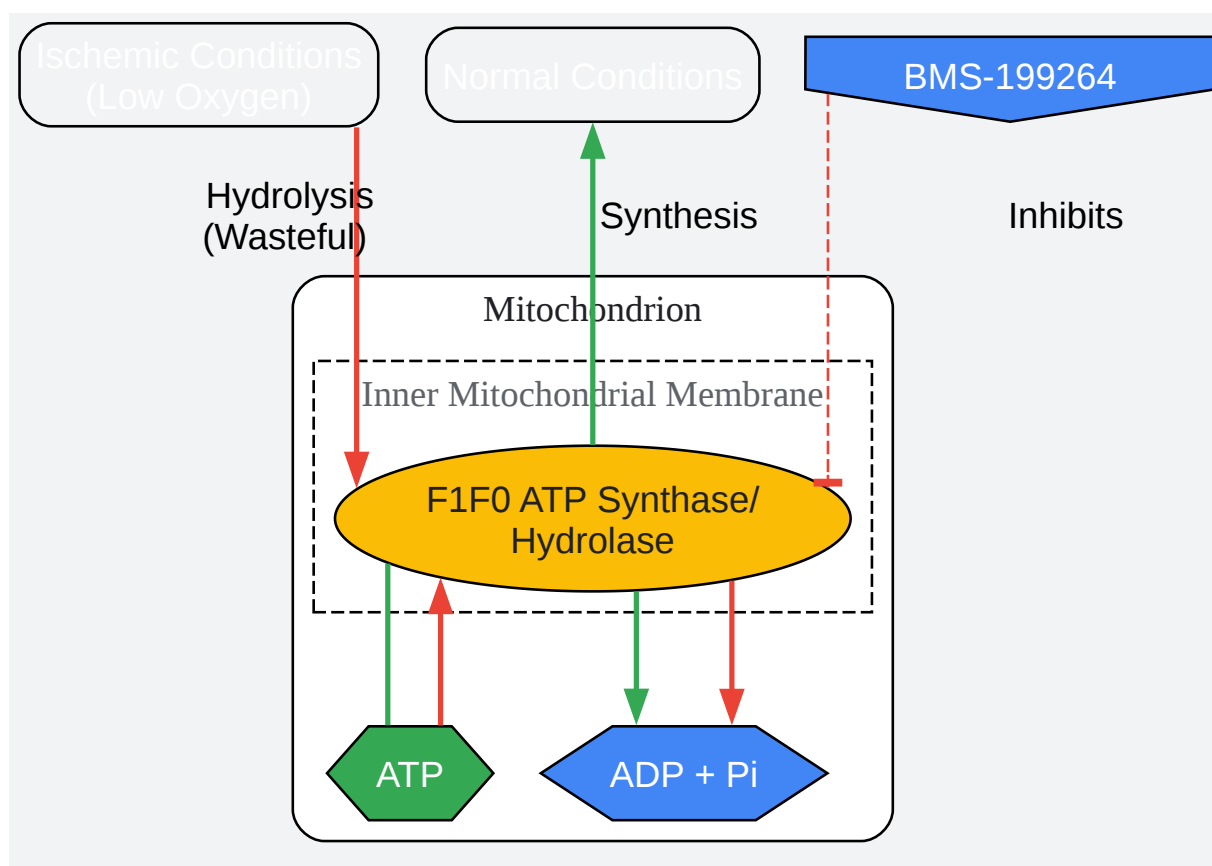 Ischemic Conditions
(Low Oxygen)
Normal Conditions
BMS-199264
Hydrolysis
(Wasteful)
Synthesis
Inhibits
Mitochondrion
Inner Mitochondrial Membrane
F1F0 ATP Synthase/
Hydrolase
ATP
ADP + Pi